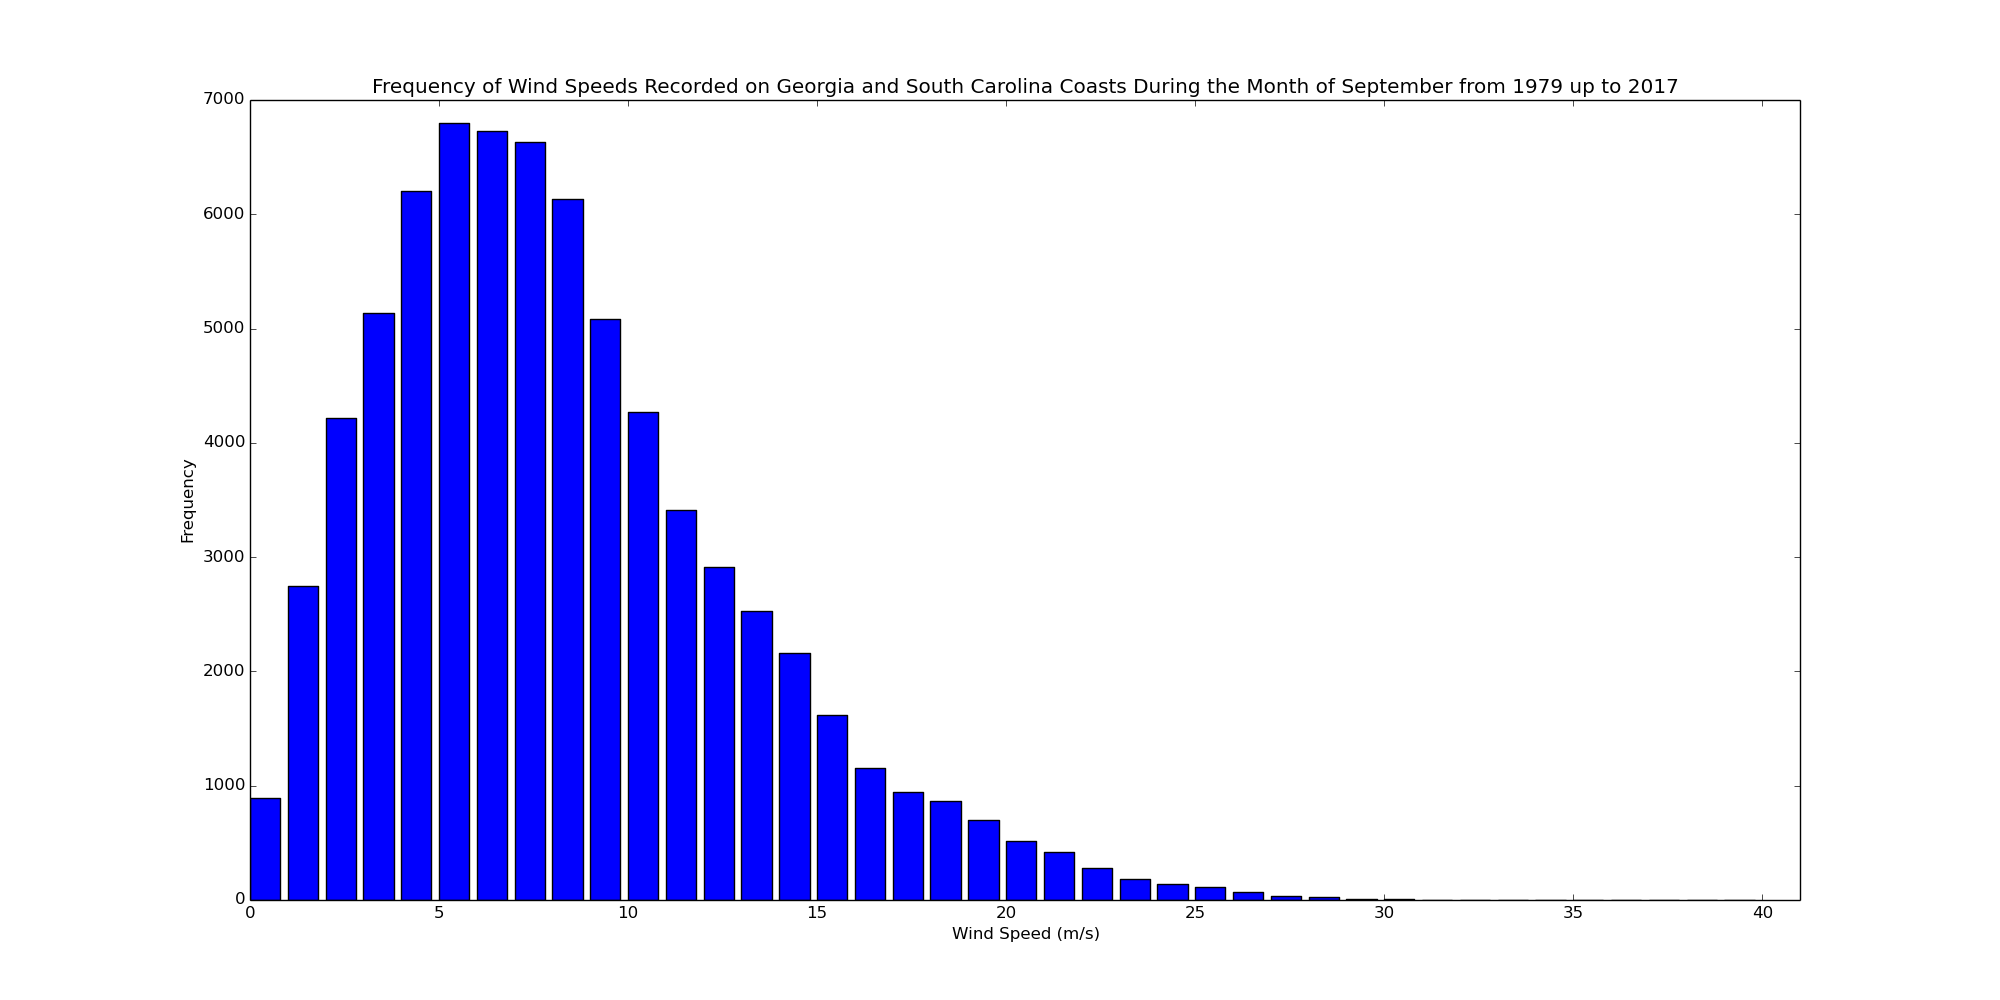 Frequency of Wind Speeds Recorded on Georgia and South Carolina Coasts During the Month of September from 1979 up to 2017
7000
6000
5000
4000
3000
2000
1000
0
Frequency
0 5 10 15 20 25 30 35 40
Wind Speed (m/s)